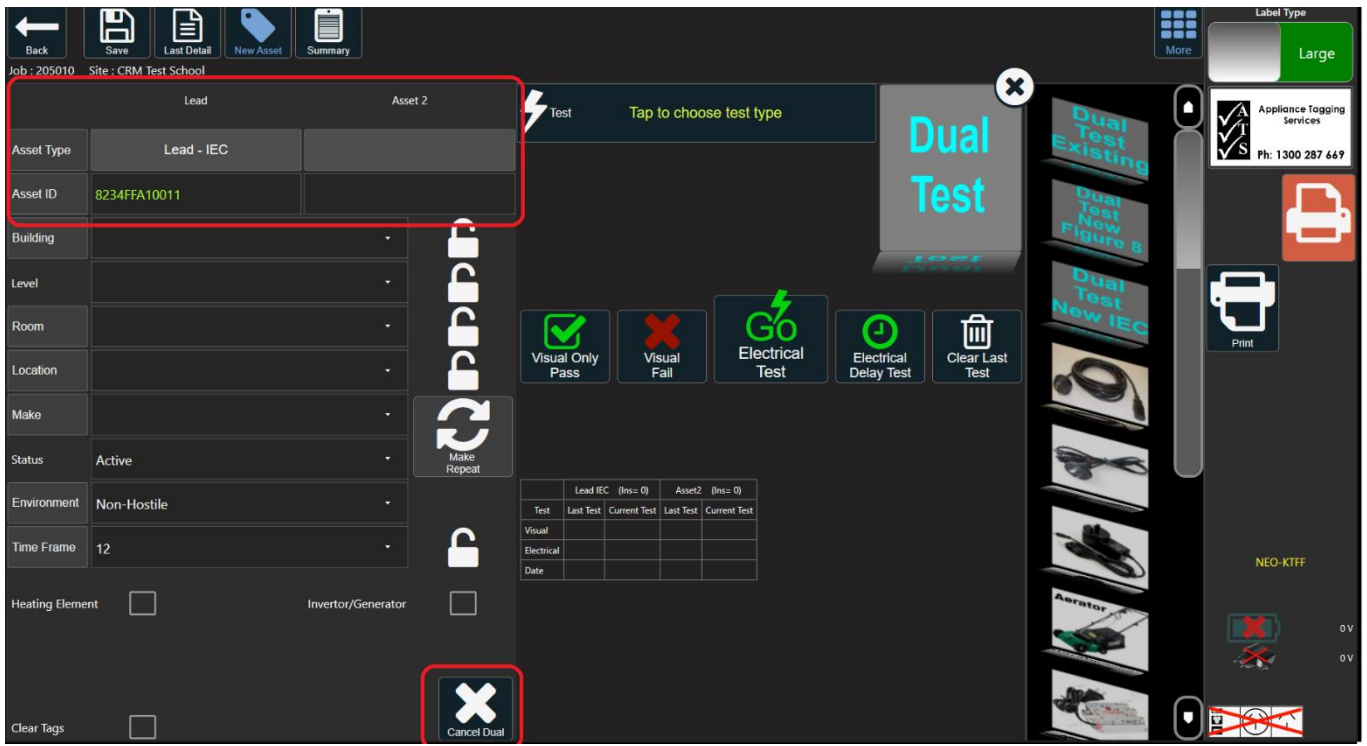 Back
Save
Last Detail
New Asset
Summary
More
Label Type
Large
Job : 205010 Site : CRM Test School
Lead Asset 2
Asset Type Lead - IEC
Asset ID 8234FFA10011
Building
Level
Room
Location
Make
Make Repeat
Status Active
Environment Non-Hostile
Time Frame 12
Heating Element Invertor/Generator
Clear Tags
Cancel Dual
Test Tap to choose test type
Dual
Test
Visual Only
Pass
Visual
Fail
Go
Electrical
Test
Electrical
Delay Test
Clear Last
Test
Lead IEC (Ins= 0) Asset2 (Ins= 0)
Test Last Test Current Test Last Test Current Test
Visual
Electrical
Date
Dual
Test
Existing
Dual
Test
New
Figure 8
Dual
Test
New IEC
Aerator
A
T
S
Appliance Tagging
Services
Ph: 1300 287 669
Print
NEO-KTFF
0 V
0 V